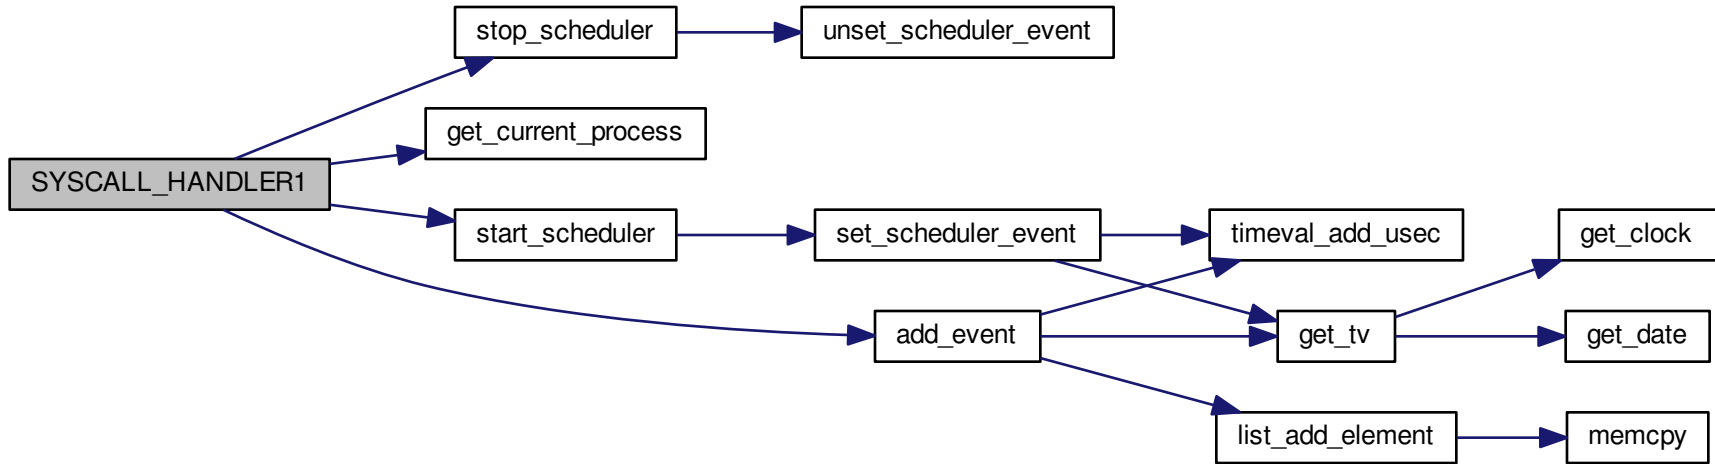 stop_scheduler
unset_scheduler_event
get_current_process
SYSCALL_HANDLER1
start_scheduler
set_scheduler_event
timeval_add_usec
get_clock
add_event
get_tv
get_date
list_add_element
memcpy